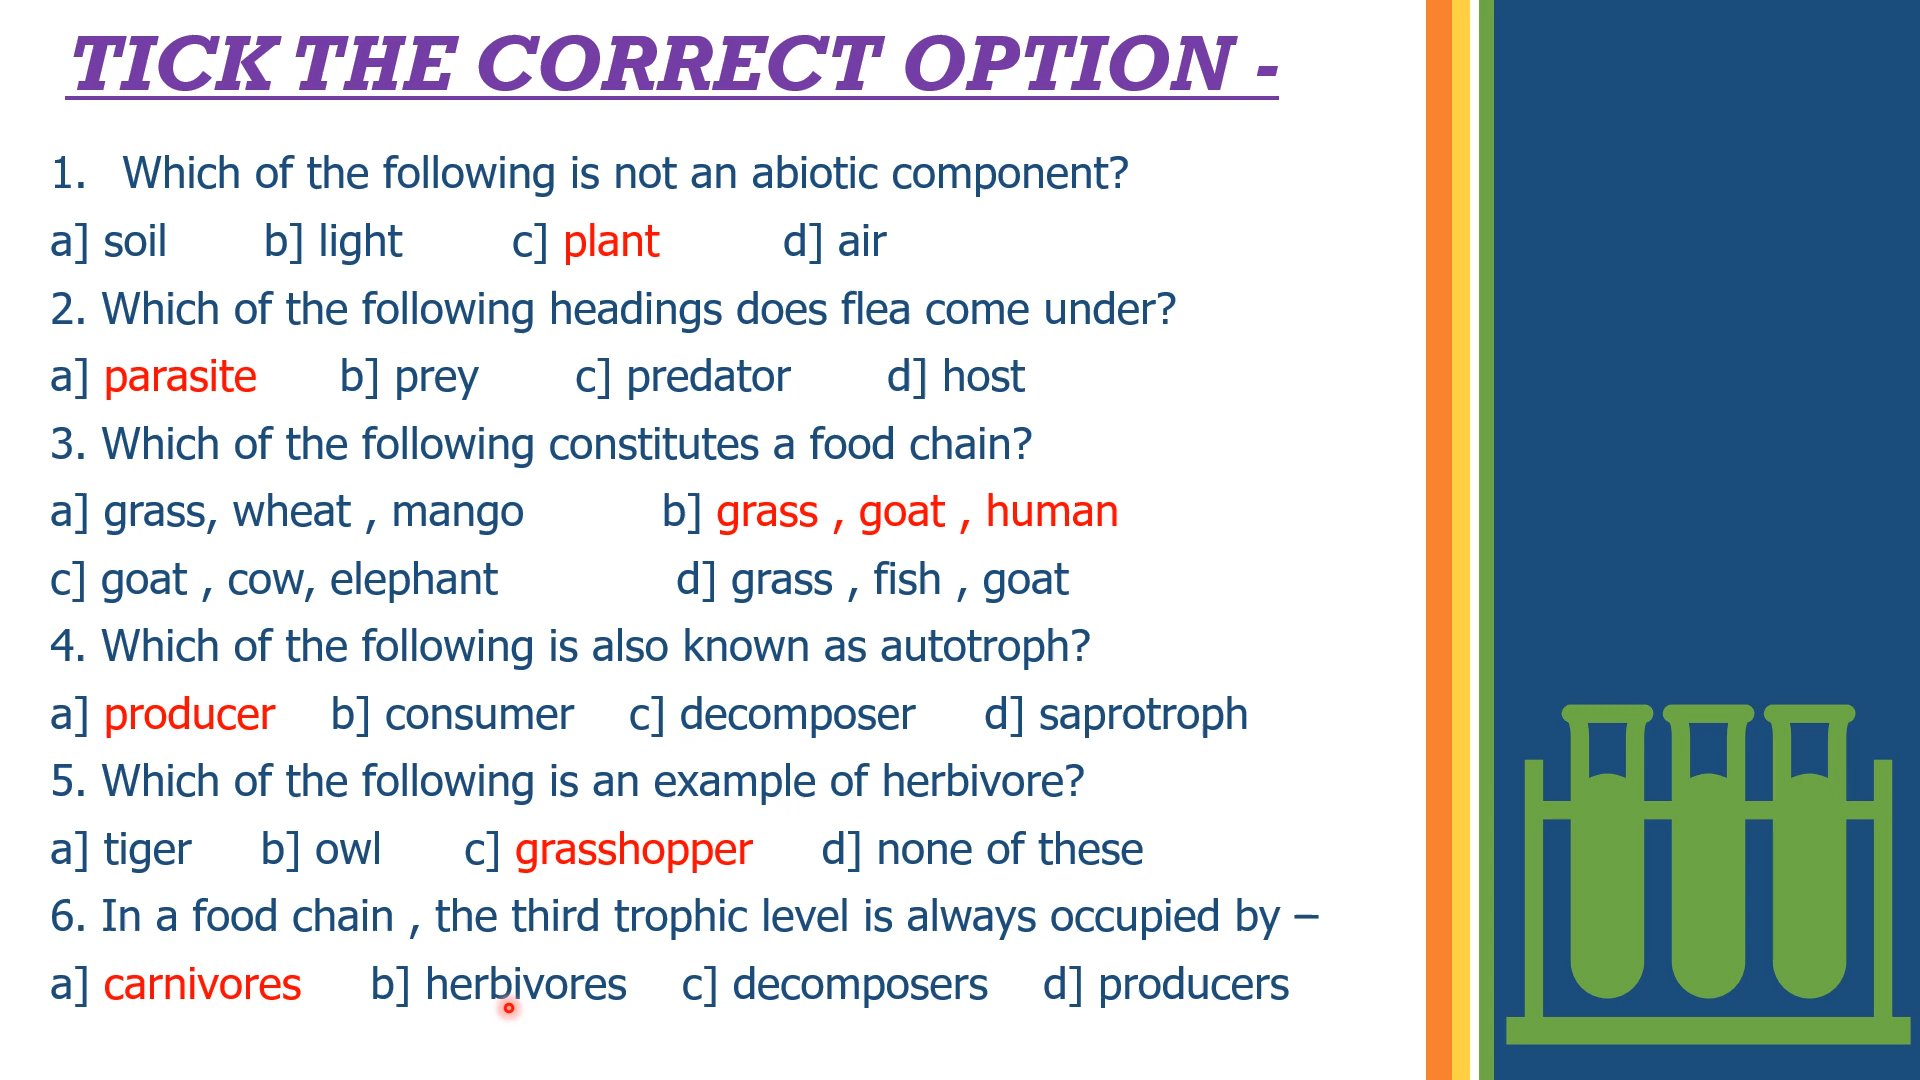 TICK THE CORRECT OPTION -
1. Which of the following is not an abiotic component?
a] soil b] light c] plant d] air
2. Which of the following headings does flea come under?
a] parasite b] prey c] predator d] host
3. Which of the following constitutes a food chain?
a] grass, wheat , mango b] grass , goat , human
c] goat , cow, elephant d] grass , fish , goat
4. Which of the following is also known as autotroph?
a] producer b] consumer c] decomposer d] saprotroph
5. Which of the following is an example of herbivore?
a] tiger b] owl c] grasshopper d] none of these
6. In a food chain , the third trophic level is always occupied by –
a] carnivores b] herbivores c] decomposers d] producers